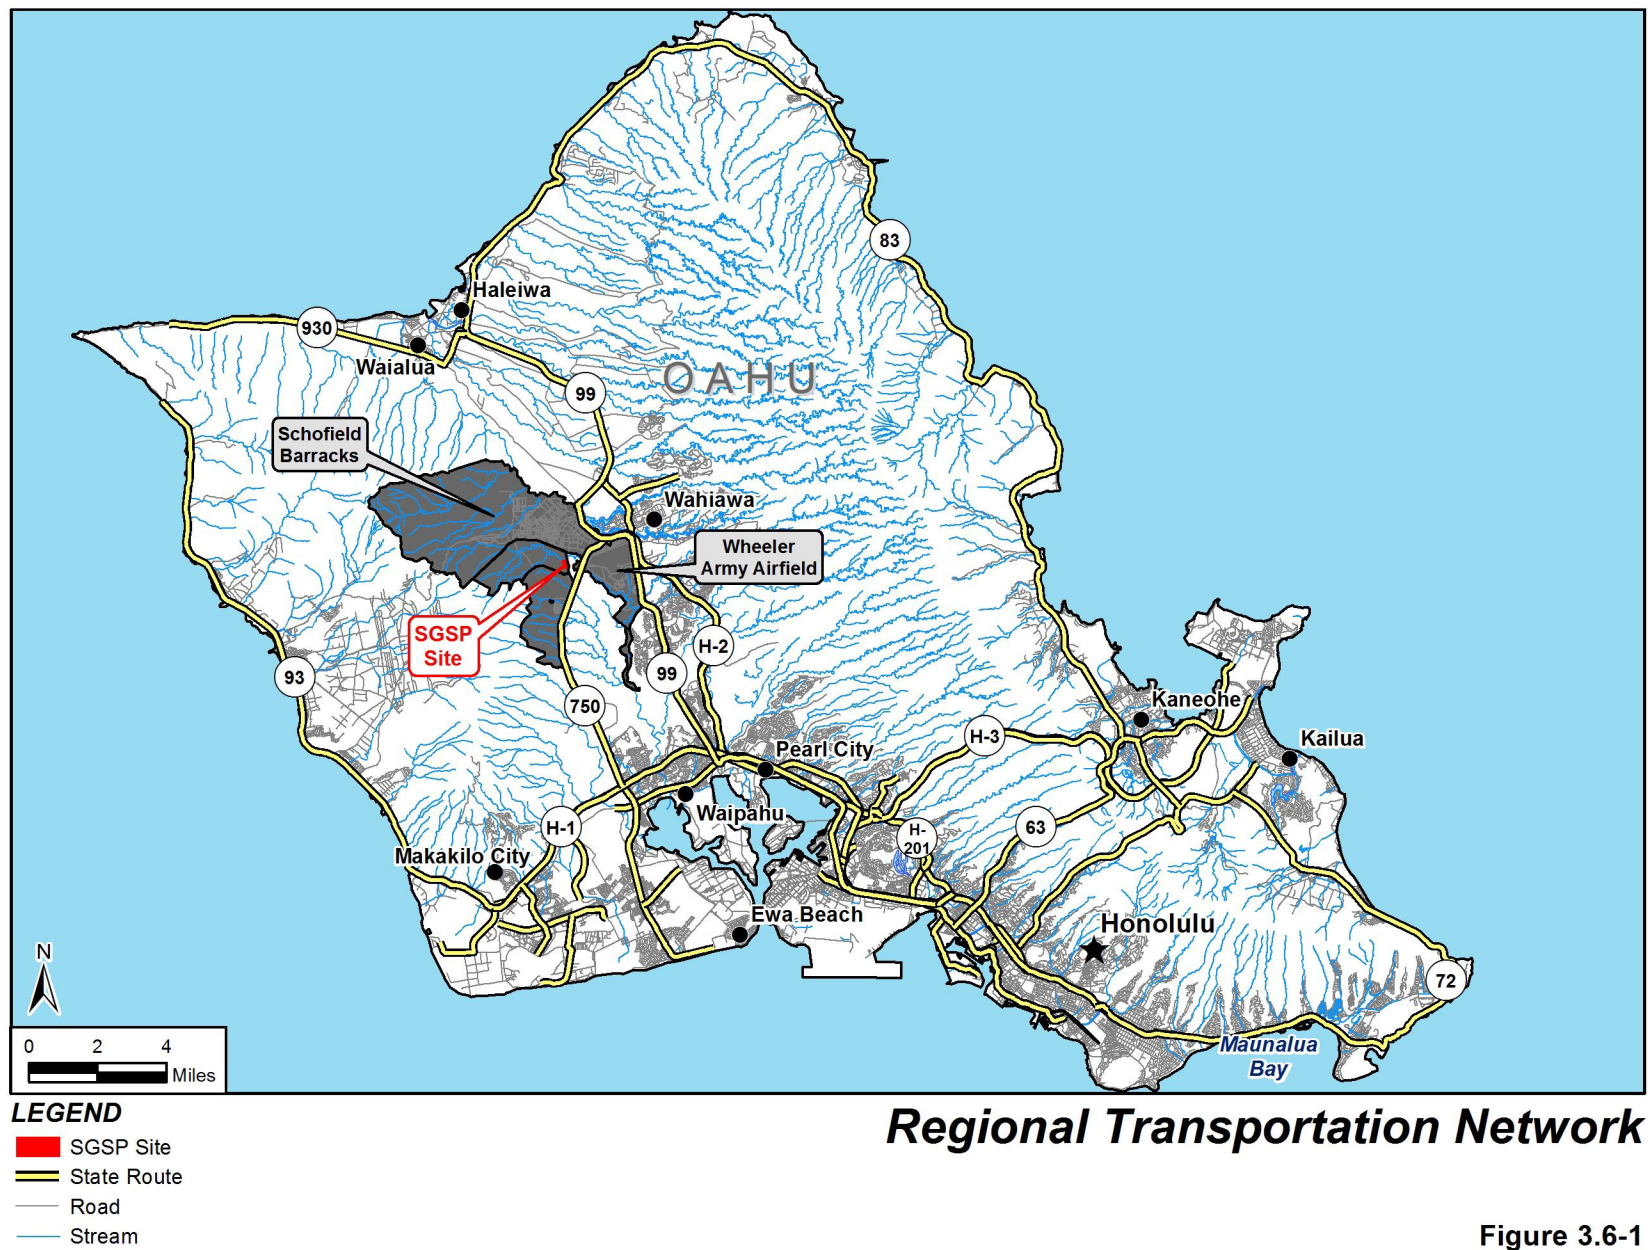 83
Haleiwa
930
Waialua
OAHU
99
Schofield
Barracks
Wahiawa
Wheeler
Army Airfield
SGSP
Site
H-2
93
99
750
Kaneohe
H-3
Kailua
Pearl City
Waipahu
H-1
H-
201
63
Makakilo City
Ewa Beach
Honolulu
72
Maunalua
Bay
N
0 2 4
Miles
LEGEND
SGSP Site
State Route
Road
Stream
Regional Transportation Network
Figure 3.6-1